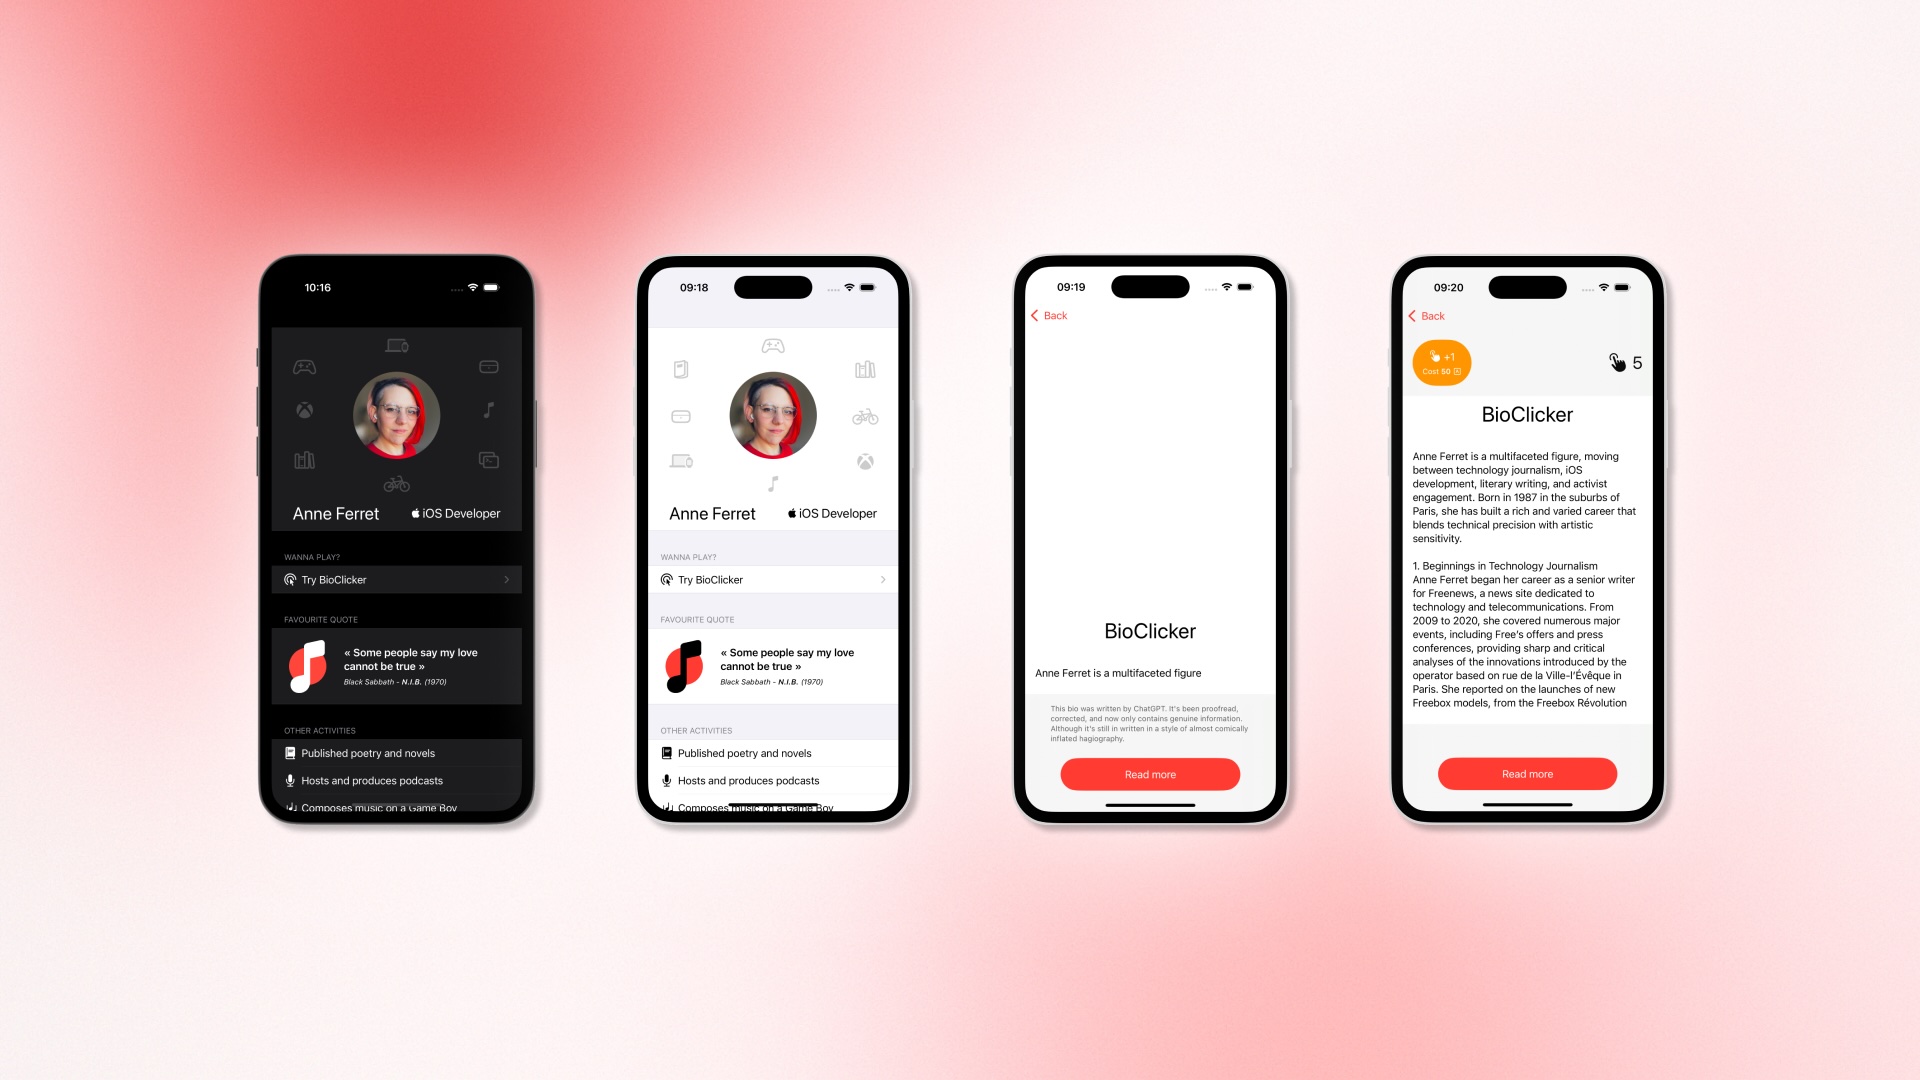 10:16
Anne Ferret
iOS Developer
WANNA PLAY?
Try BioClicker
FAVOURITE QUOTE
« Some people say my love
cannot be true »
Black Sabbath - N.I.B. (1970)
OTHER ACTIVITIES
Published poetry and novels
Hosts and produces podcasts
Composes music on a Game Boy
09:18
Anne Ferret
iOS Developer
WANNA PLAY?
Try BioClicker
FAVOURITE QUOTE
« Some people say my love
cannot be true »
Black Sabbath - N.I.B. (1970)
OTHER ACTIVITIES
Published poetry and novels
Hosts and produces podcasts
Composes music on a Game Boy
09:19
Back
BioClicker
Anne Ferret is a multifaceted figure
This bio was written by ChatGPT. It's been proofread,
corrected, and now only contains genuine information.
Although it's still in written in a style of almost comically
inflated hagiography.
Read more
09:20
Back
+1
Cost 50 A
5
BioClicker
Anne Ferret is a multifaceted figure, moving
between technology journalism, iOS
development, literary writing, and activist
engagement. Born in 1987 in the suburbs of
Paris, she has built a rich and varied career that
blends technical precision with artistic
sensitivity.
1. Beginnings in Technology Journalism
Anne Ferret began her career as a senior writer
for Freenews, a news site dedicated to
technology and telecommunications. From
2009 to 2020, she covered numerous major
events, including Free's offers and press
conferences, providing sharp and critical
analyses of the innovations introduced by the
operator based on rue de la Ville-l'Évêque in
Paris. She reported on the launches of new
Freebox models, from the Freebox Révolution
Read more